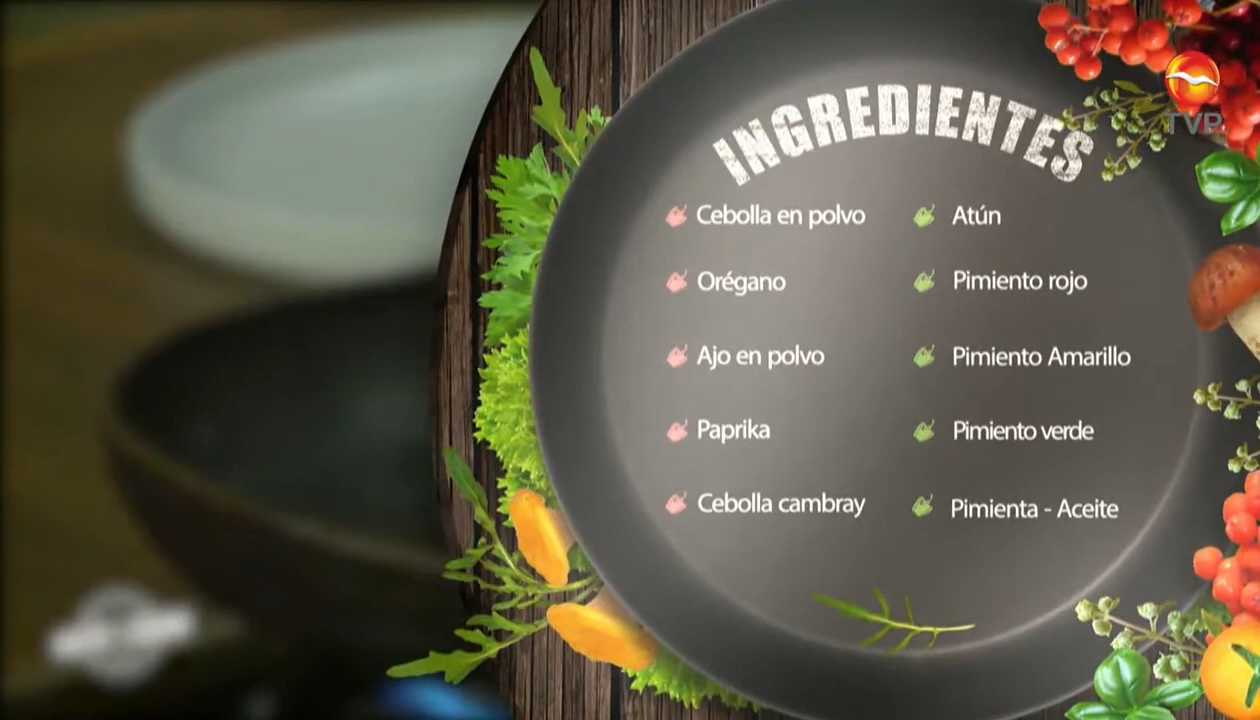 INGREDIENTES
Cebolla en polvo
Orégano
Ajo en polvo
Paprika
Cebolla cambray
Atún
Pimiento rojo
Pimiento Amarillo
Pimiento verde
Pimienta - Aceite
TVP